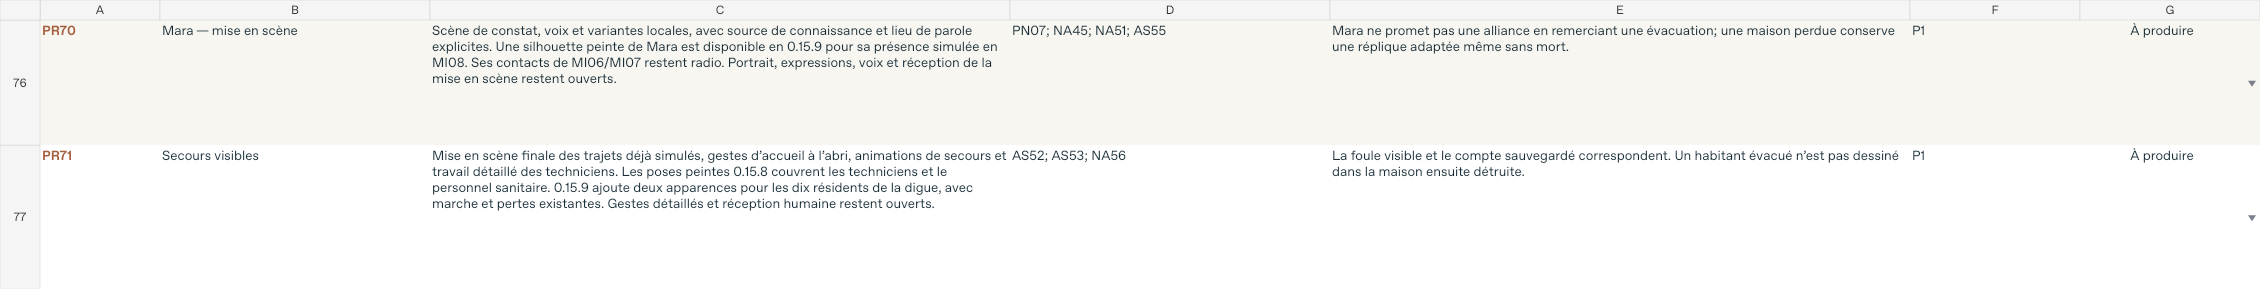 A B C D E F G
76
PR70
Mara — mise en scène
Scène de constat, voix et variantes locales, avec source de connaissance et lieu de parole
explicites. Une silhouette peinte de Mara est disponible en 0.15.9 pour sa présence simulée en
MI08. Ses contacts de MI06/MI07 restent radio. Portrait, expressions, voix et réception de la
mise en scène restent ouverts.
PN07; NA45; NA51; AS55
Mara ne promet pas une alliance en remerciant une évacuation; une maison perdue conserve
une réplique adaptée même sans mort.
P1
À produire
77
PR71
Secours visibles
Mise en scène finale des trajets déjà simulés, gestes d’accueil à l’abri, animations de secours et
travail détaillé des techniciens. Les poses peintes 0.15.8 couvrent les techniciens et le
personnel sanitaire. 0.15.9 ajoute deux apparences pour les dix résidents de la digue, avec
marche et pertes existantes. Gestes détaillés et réception humaine restent ouverts.
AS52; AS53; NA56
La foule visible et le compte sauvegardé correspondent. Un habitant évacué n’est pas dessiné
dans la maison ensuite détruite.
P1
À produire